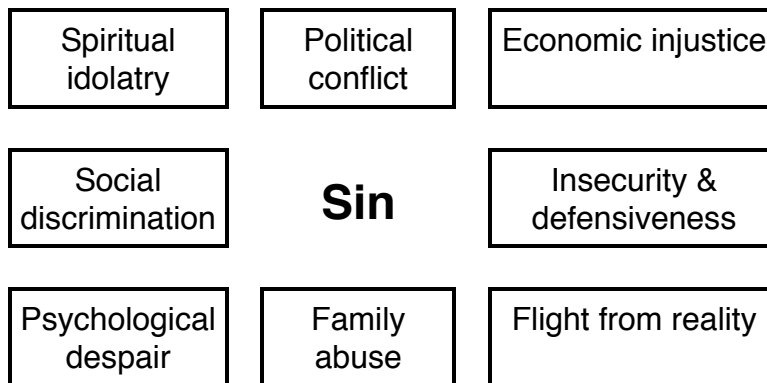 Spiritual
idolatry
Political
conflict
Economic injustice
Social
discrimination
Sin
Insecurity &
defensiveness
Psychological
despair
Family
abuse
Flight from reality